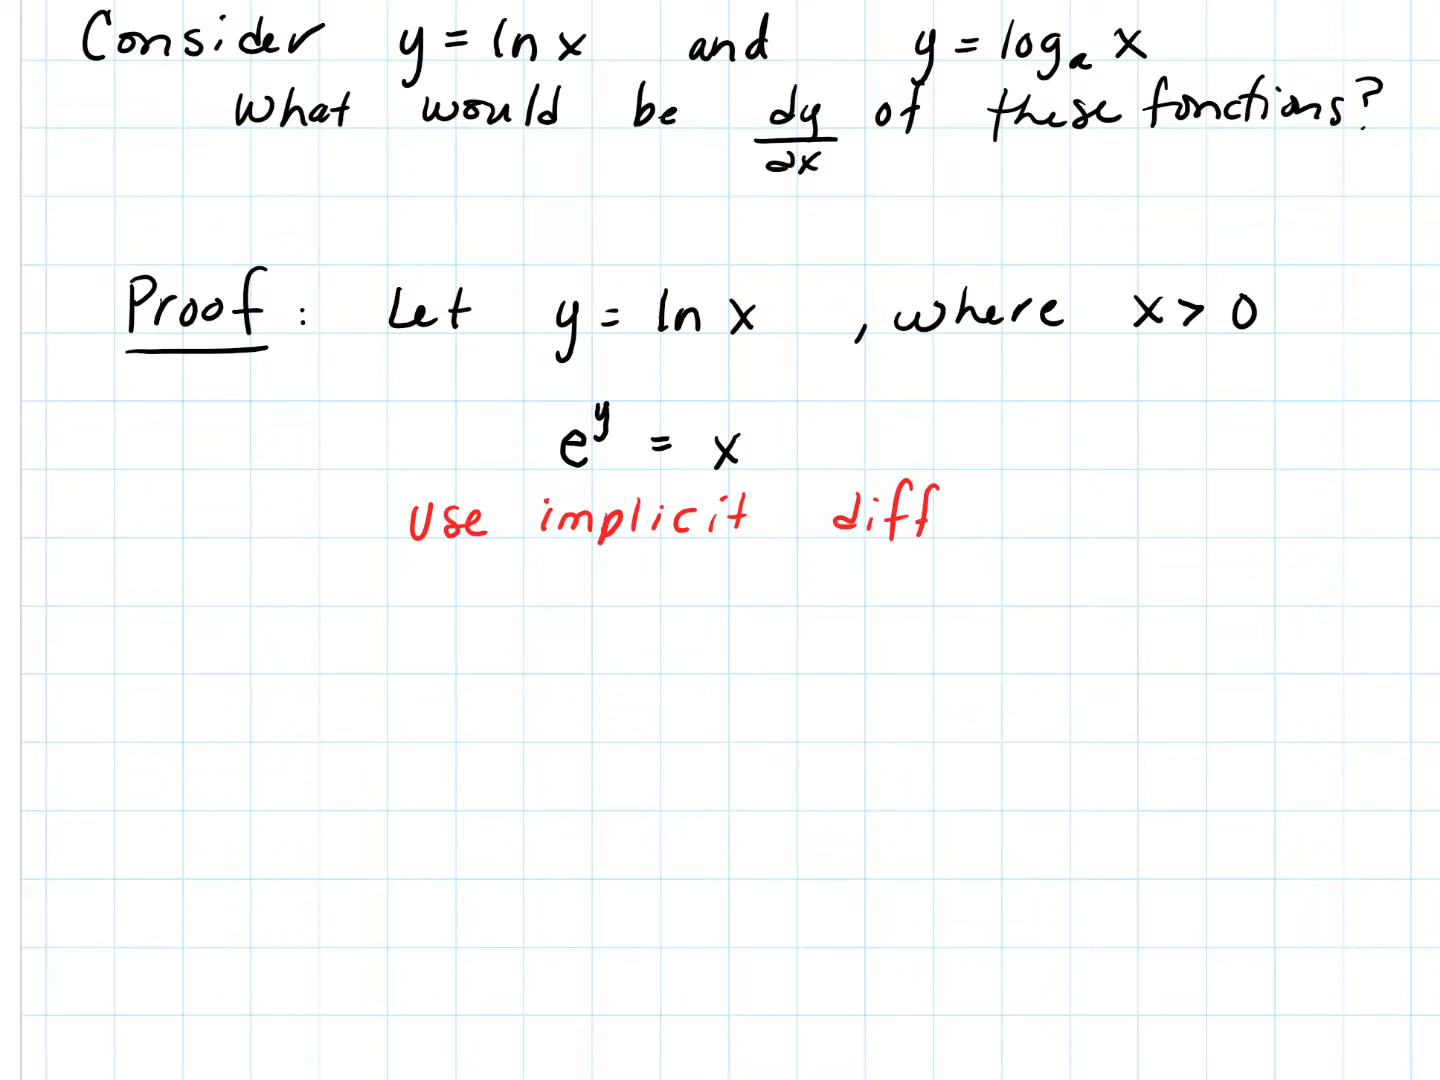 Consider y = ln x and y = logₐ x
What would be dy/dx of these functions?
Proof: Let y = ln x , where x > 0
e^y = x
use implicit diff